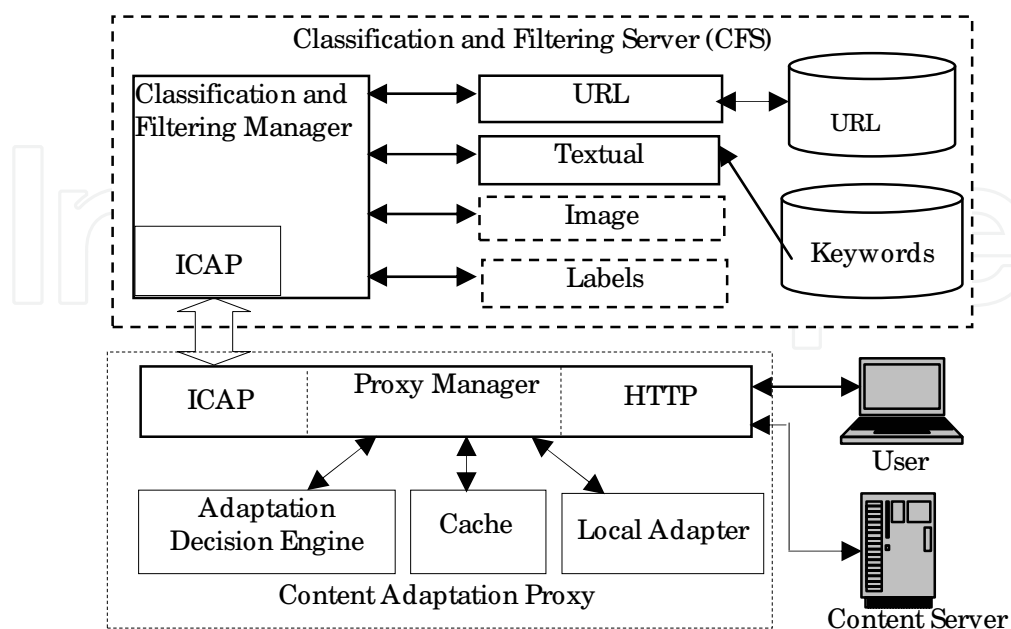 Classification and Filtering Server (CFS)
Classification and
Filtering Manager
ICAP
URL
Textual
Image
Labels
URL
Keywords
ICAP
Proxy Manager
HTTP
Adaptation
Decision Engine
Cache
Local Adapter
Content Adaptation Proxy
User
Content Server